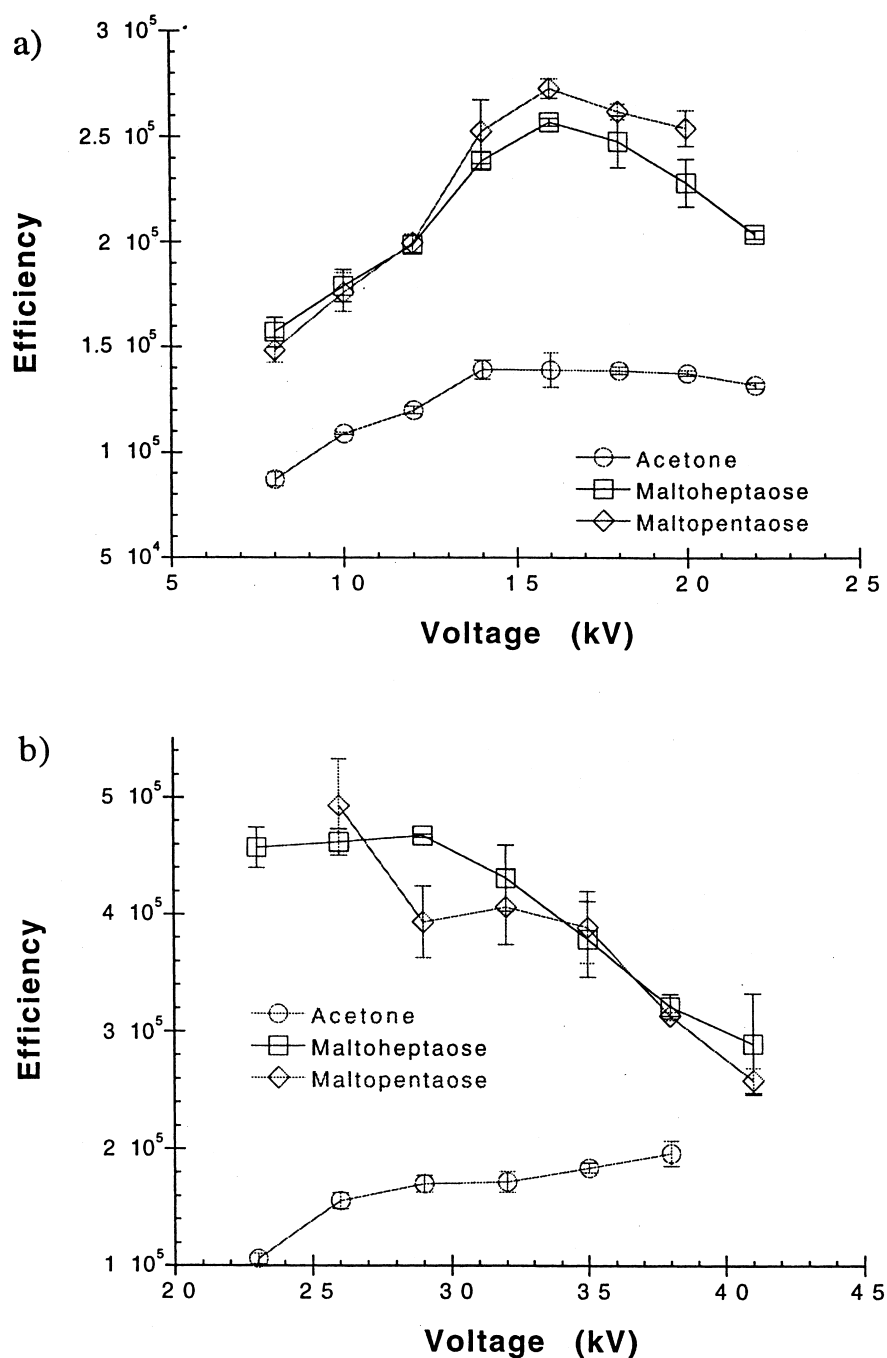 a)
3 10⁵
2.5 10⁵
2 10⁵
1.5 10⁵
1 10⁵
5 10⁴
Efficiency
Acetone
Maltoheptaose
Maltopentaose
5 10 15 20 25
Voltage (kV)
b)
5 10⁵
4 10⁵
3 10⁵
2 10⁵
1 10⁵
Efficiency
Acetone
Maltoheptaose
Maltopentaose
20 25 30 35 40 45
Voltage (kV)